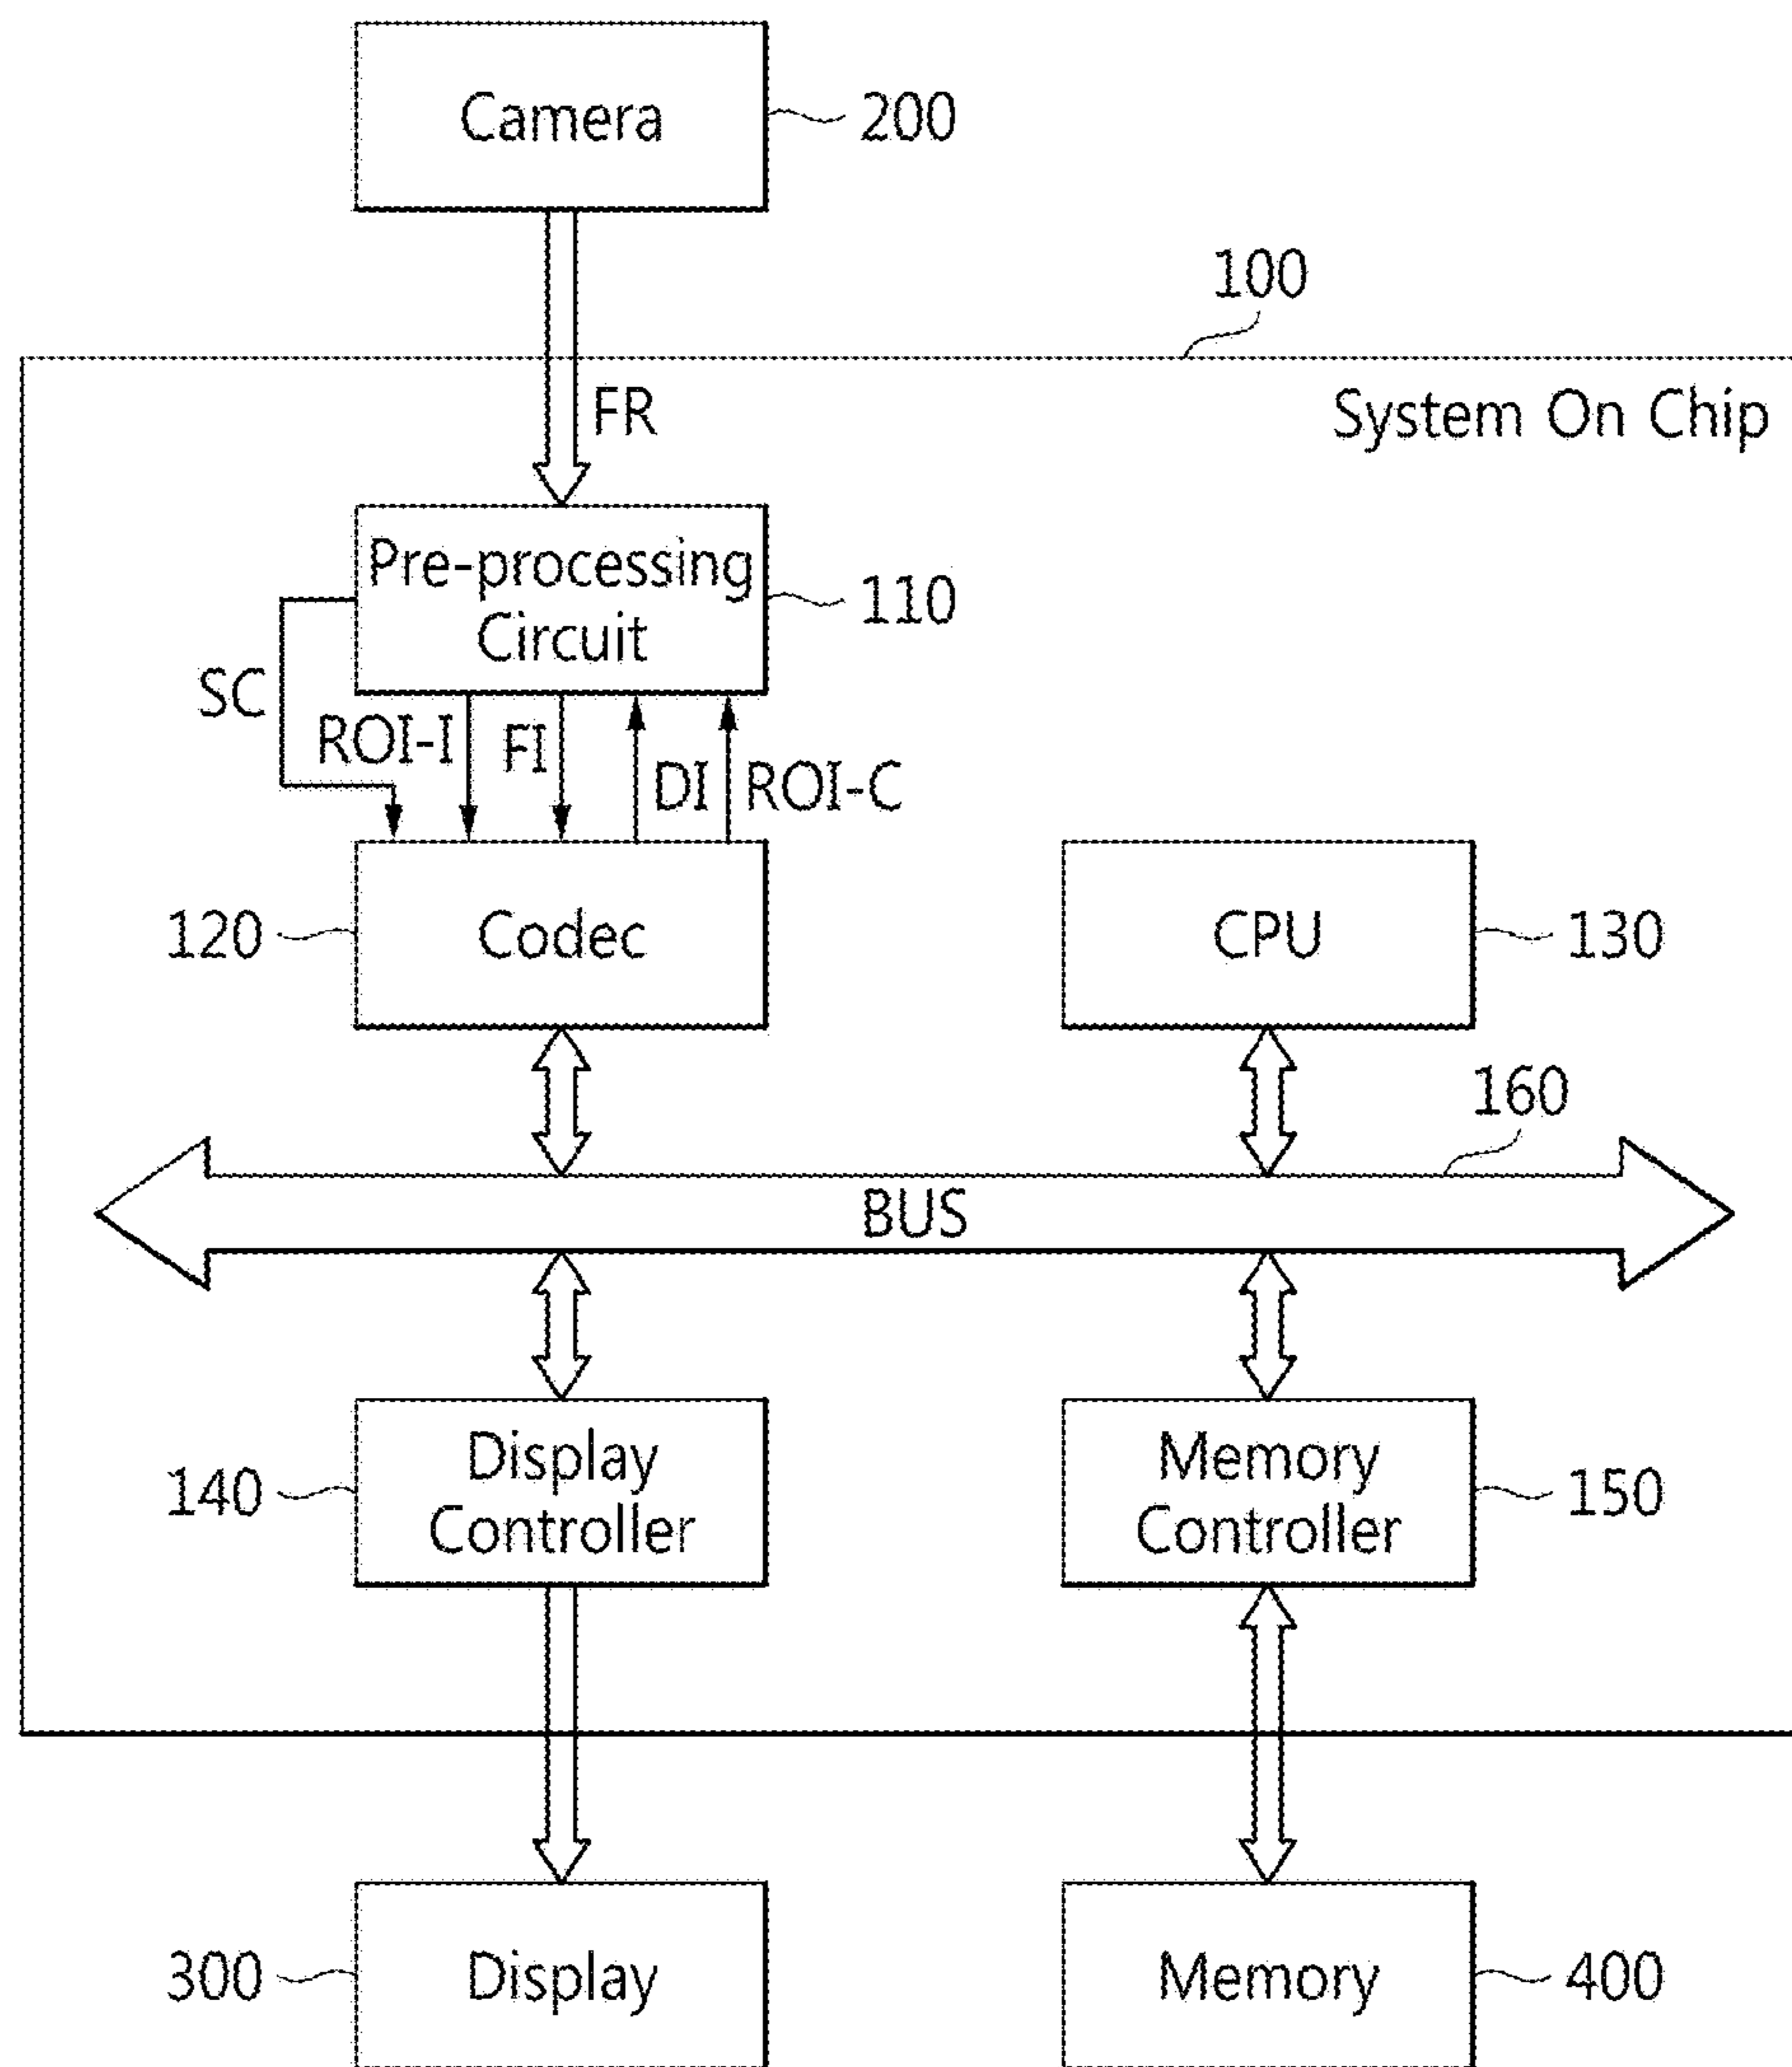 Camera
200
100
System On Chip
FR
Pre-processing
Circuit
110
SC
ROI-I
FI
DI
ROI-C
120
Codec
CPU
130
160
BUS
140
Display
Controller
Memory
Controller
150
300
Display
Memory
400